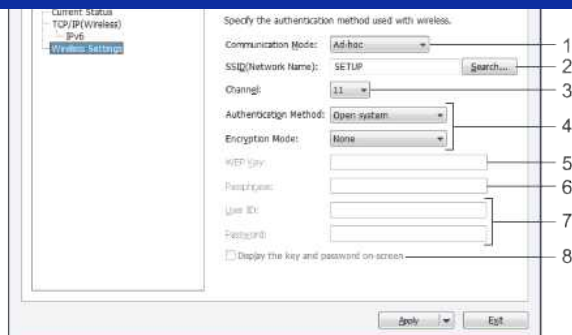 Current Status
TCP/IP(Wireless)
IPv6
Wireless Settings
Specify the authentication method used with wireless.
Communication Mode: Ad-hoc 1
SSID(Network Name): SETUP Search... 2
Channel: 11 3
Authentication Method: Open system
4
Encryption Mode: None
WEP Key: 5
Passphrase: 6
User ID:
7
Password:
Display the key and password on-screen 8
Apply Exit